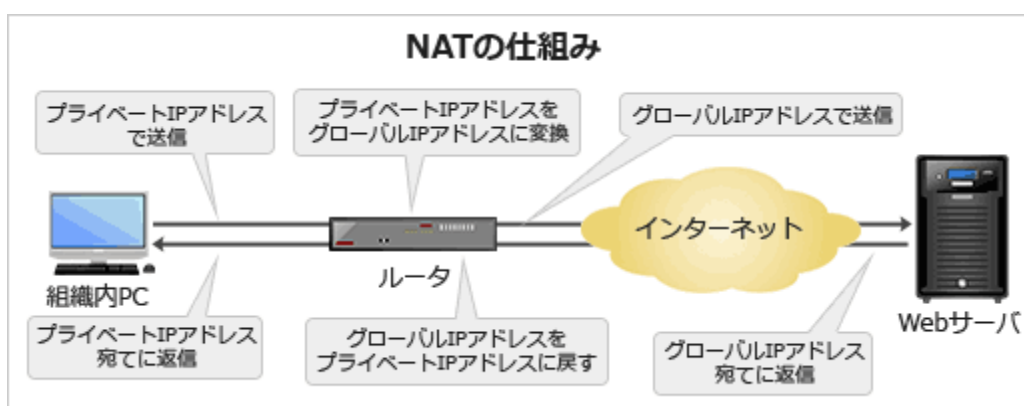 NATの仕組み
プライベートIPアドレス
で送信
プライベートIPアドレスを
グローバルIPアドレスに変換
グローバルIPアドレスで送信
インターネット
組織内PC
ルータ
Webサーバ
プライベートIPアドレス
宛てに返信
グローバルIPアドレスを
プライベートIPアドレスに戻す
グローバルIPアドレス
宛てに返信